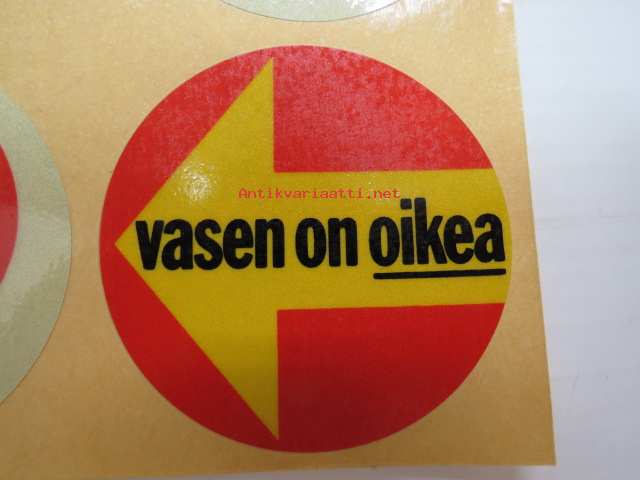 Antikvariaatti.net
vasen on oikea